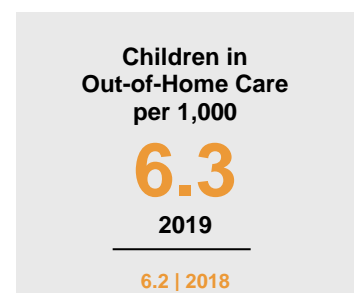 Children in
Out-of-Home Care
per 1,000
6.3
2019
6.2 | 2018